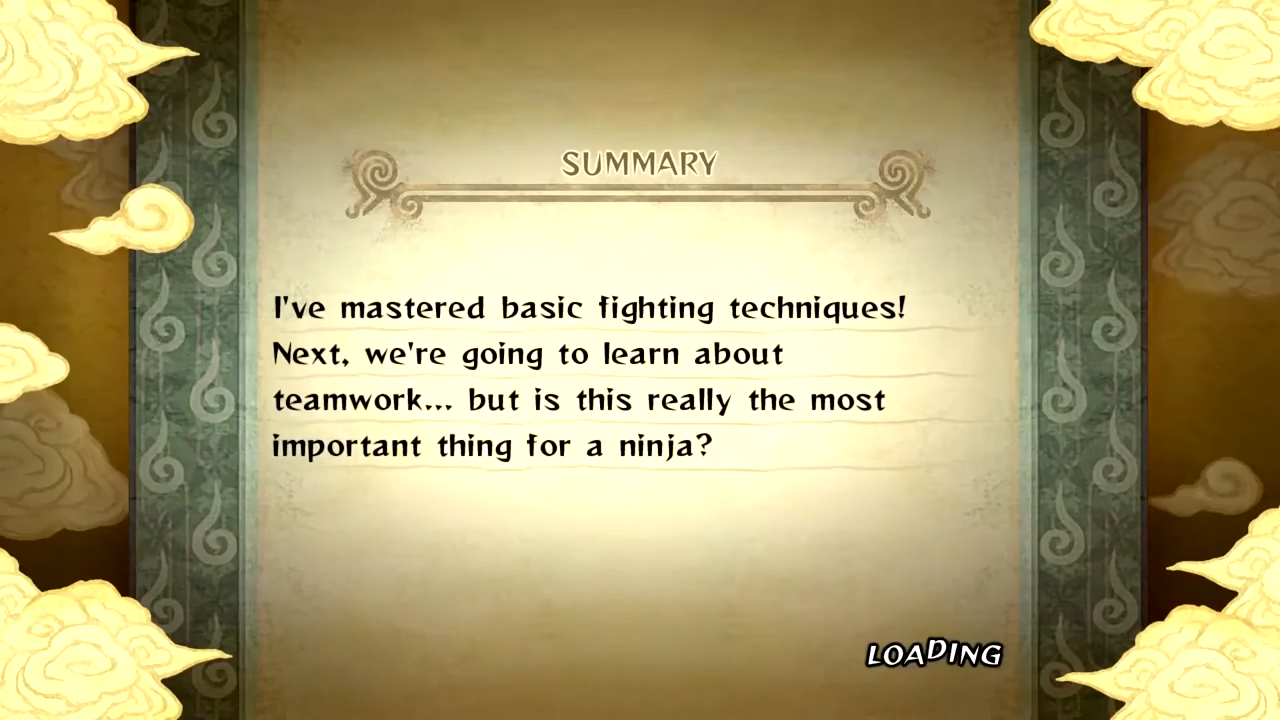 SUMMARY
I've mastered basic fighting techniques!
Next, we're going to learn about
teamwork... but is this really the most
important thing for a ninja?
LOADING